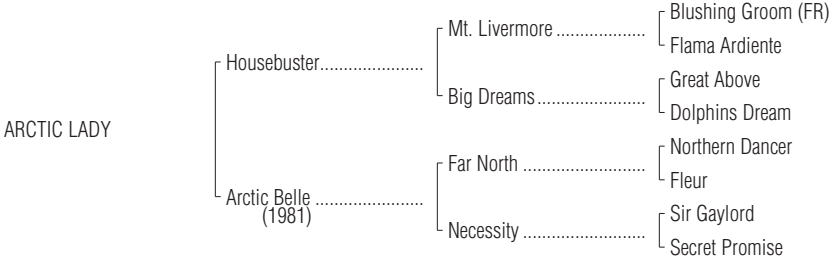 Blushing Groom (FR)
Mt. Livermore ...................
Flama Ardiente
Housebuster......................
Great Above
Big Dreams.......................
Dolphins Dream
ARCTIC LADY
Northern Dancer
Far North ..........................
Fleur
Arctic Belle .......................
(1981)
Sir Gaylord
Necessity ..........................
Secret Promise